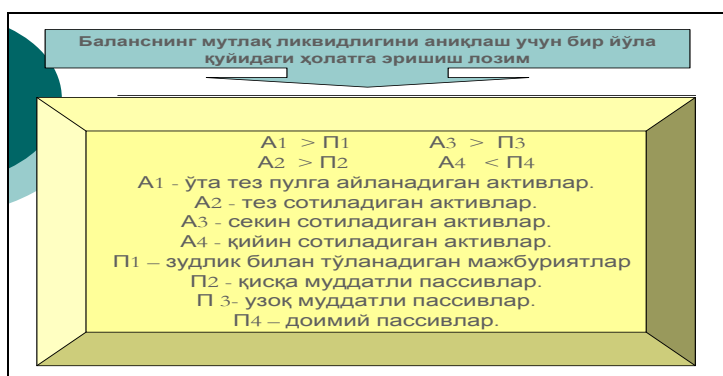 Баланснинг мутлақ ликвидлигини аниқлаш учун бир йўла
қуйидаги ҳолатга эришиш лозим
А1 > П1 А3 > П3
А2 > П2 А4 < П4
А1 - ўта тез пулга айланадиган активлар.
А2 - тез сотиладиган активлар.
А3 - секин сотиладиган активлар.
А4 - қийин сотиладиган активлар.
П1 – зудлик билан тўланадиган мажбуриятлар
П2 - қисқа муддатли пассивлар.
П 3- узоқ муддатли пассивлар.
П4 – доимий пассивлар.